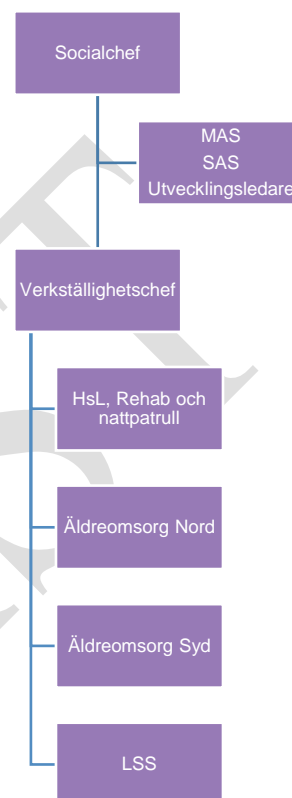 Socialchef
MAS
SAS
Utvecklingsledare
Verkställighetschef
HsL, Rehab och
nattpatrull
Äldreomsorg Nord
Äldreomsorg Syd
LSS